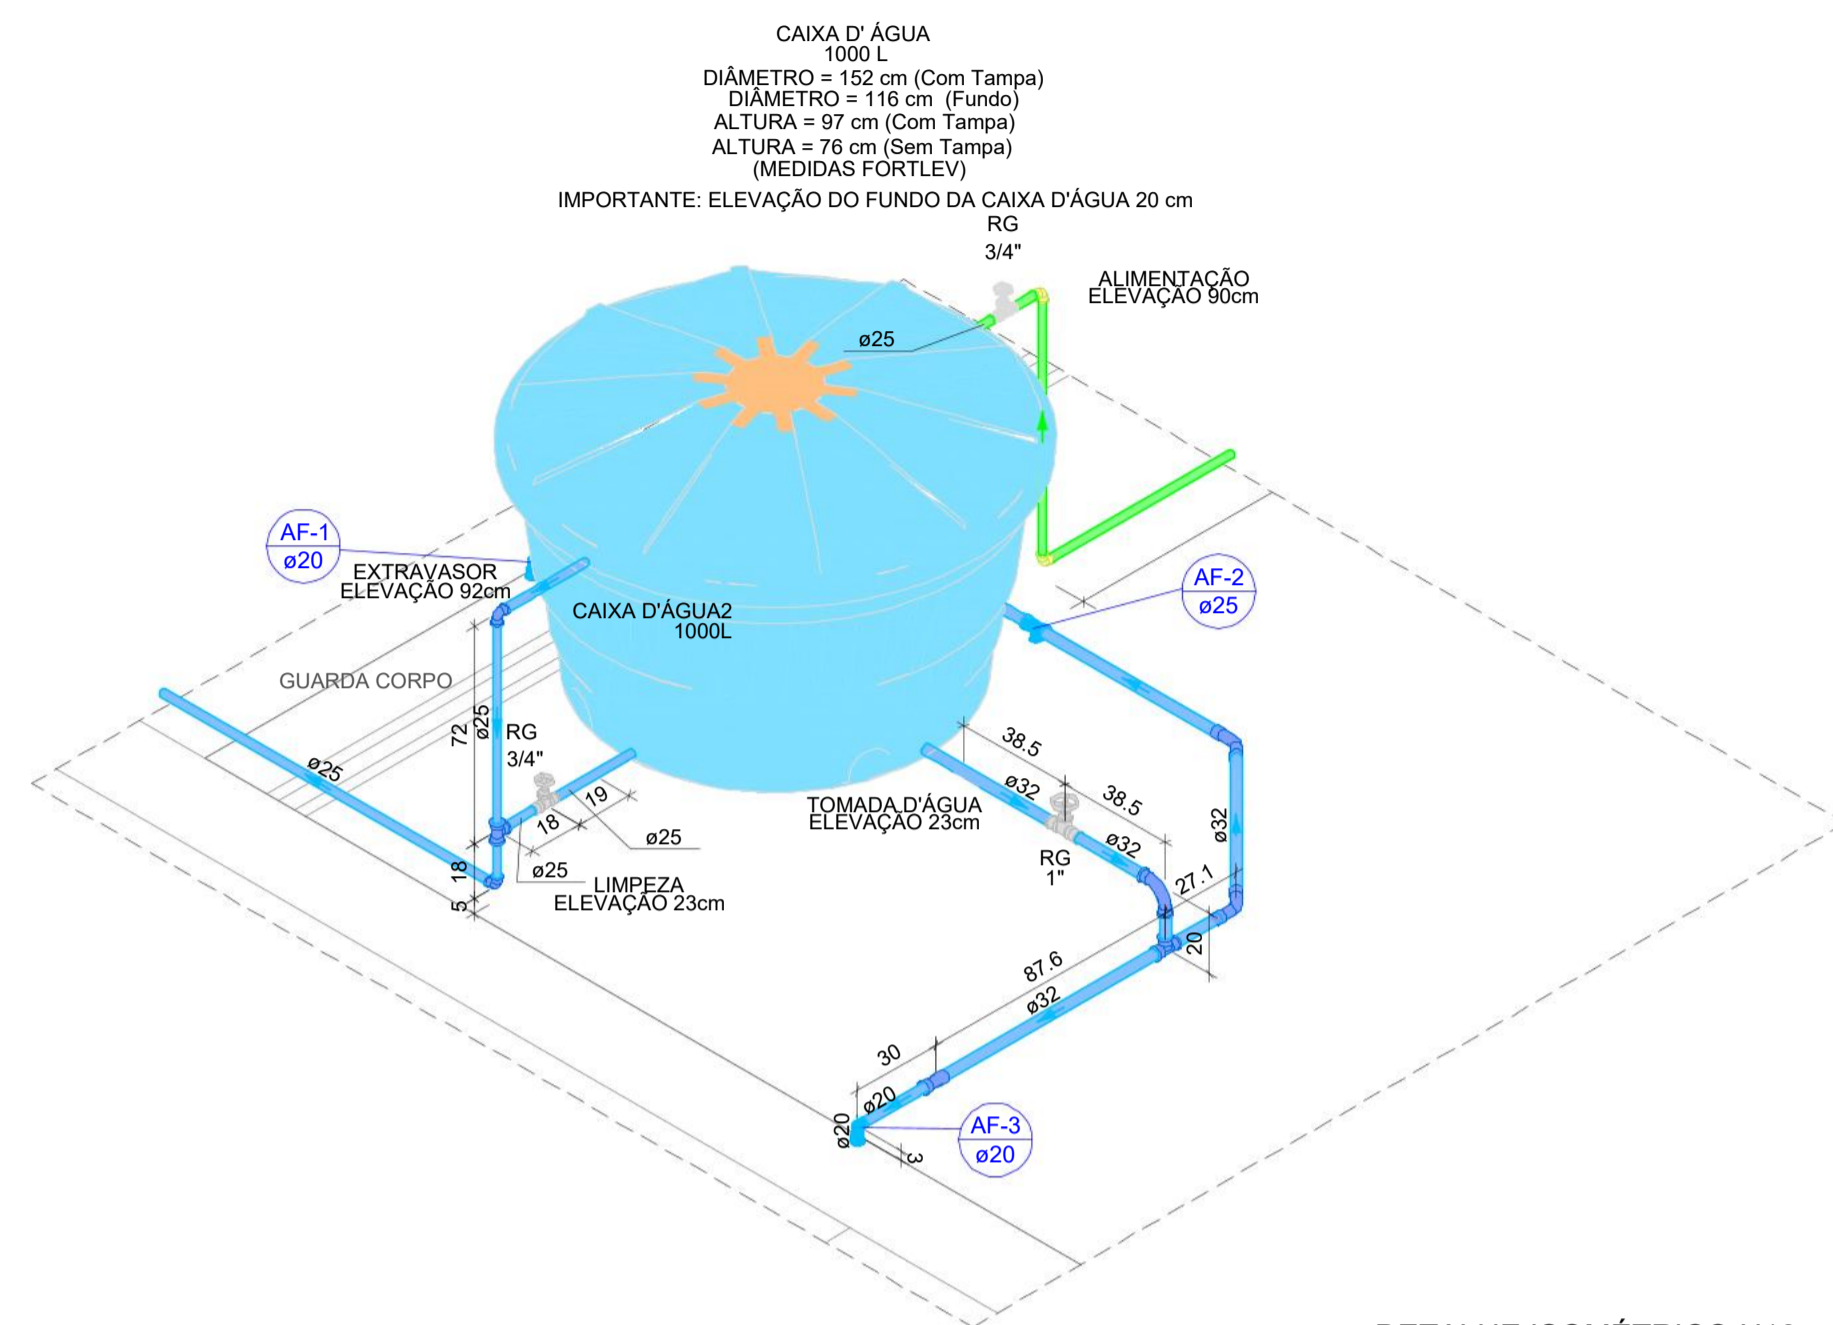 CAIXA D' ÁGUA
1000 L
DIÂMETRO = 152 cm (Com Tampa)
DIÂMETRO = 116 cm (Fundo)
ALTURA = 97 cm (Com Tampa)
ALTURA = 76 cm (Sem Tampa)
(MEDIDAS FORTLEV)
IMPORTANTE: ELEVAÇÃO DO FUNDO DA CAIXA D'ÁGUA 20 cm
RG
3/4"
ALIMENTAÇÃO
ELEVAÇÃO 90cm
ø25
AF-1
ø20
EXTRAVASOR
ELEVAÇÃO 92cm
CAIXA D'ÁGUA2
1000L
AF-2
ø25
GUARDA CORPO
72
ø25
RG
3/4"
ø25
19
18
ø25
ø25
18
5
LIMPEZA
ELEVAÇÃO 23cm
TOMADA D'ÁGUA
ELEVAÇÃO 23cm
38.5
ø32
38.5
ø32
RG
1"
ø32
27.1
20
87.6
ø32
30
ø20
ø20
AF-3
ø20
3